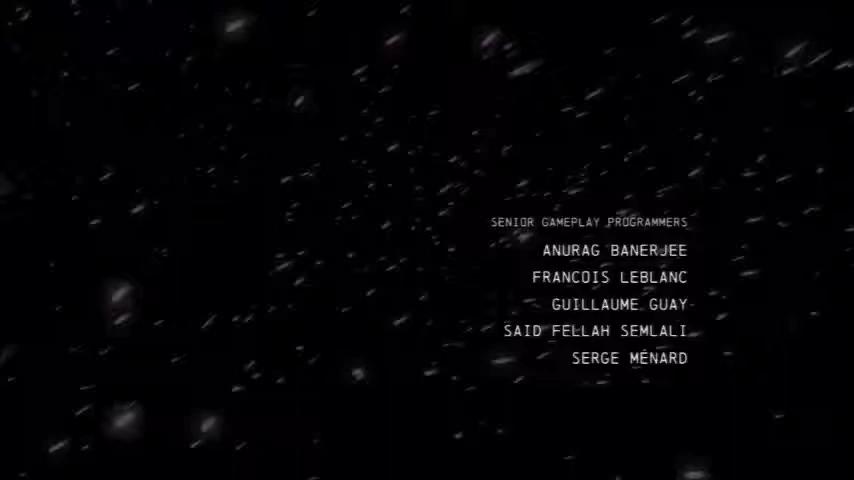 SENIOR GAMEPLAY PROGRAMMERS
ANURAG BANERJEE
FRANCOIS LEBLANC
GUILLAUME GUAY
SAID FELLAH SEMLALI
SERGE MÉNARD